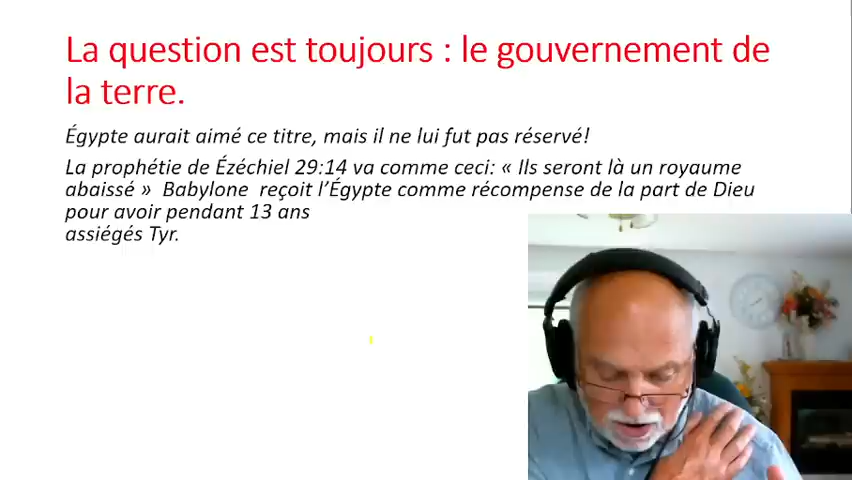 La question est toujours : le gouvernement de
la terre.
Égypte aurait aimé ce titre, mais il ne lui fut pas réservé!
La prophétie de Ézéchiel 29:14 va comme ceci: « Ils seront là un royaume
abaissé »  Babylone  reçoit l’Égypte comme récompense de la part de Dieu
pour avoir pendant 13 ans
assiégés Tyr.